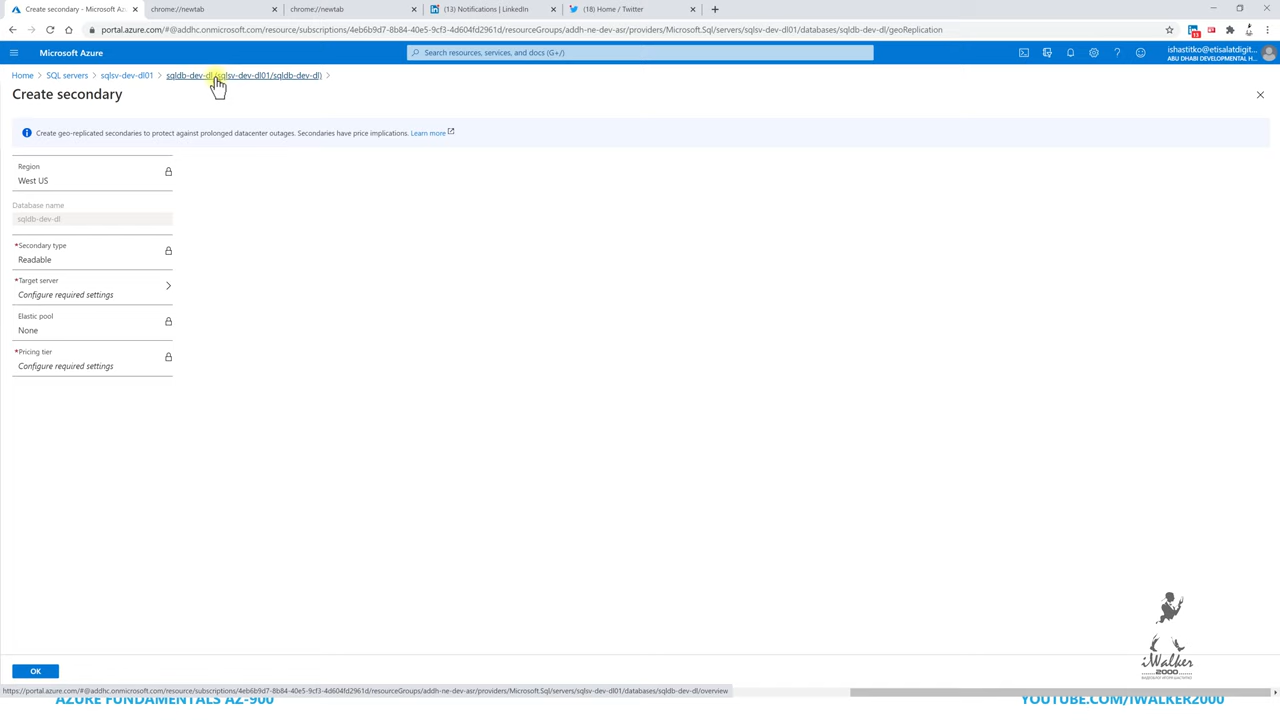 Create secondary - Microsoft Az
chrome://newtab
chrome://newtab
(13) Notifications | LinkedIn
(18) Home / Twitter
portal.azure.com/#@addhc.onmicrosoft.com/resource/subscriptions/4eb6b9d7-8b84-40e5-9cf3-4d604fd2961d/resourceGroups/addh-ne-dev-asr/providers/Microsoft.Sql/servers/sqlsv-dev-dl01/databases/sqldb-dev-dl/geoReplication
Microsoft Azure
Search resources, services, and docs (G+/)
ishastitko@etisalatdigit...
ABU DHABI DEVELOPMENTAL H...
Home > SQL servers > sqlsv-dev-dl01 > sqldb-dev-dl (sqlsv-dev-dl01/sqldb-dev-dl) >
Create secondary
Create geo-replicated secondaries to protect against prolonged datacenter outages. Secondaries have price implications. Learn more
Region
West US
Database name
sqldb-dev-dl
*Secondary type
Readable
*Target server
Configure required settings
Elastic pool
None
*Pricing tier
Configure required settings
OK
iWalker
2000
https://portal.azure.com/#@addhc.onmicrosoft.com/resource/subscriptions/4eb6b9d7-8b84-40e5-9cf3-4d604fd2961d/resourceGroups/addh-ne-dev-asr/providers/Microsoft.Sql/servers/sqlsv-dev-dl01/databases/sqldb-dev-dl/overview
AZURE FUNDAMENTALS AZ-900
YOUTUBE.COM/IWALKER2000